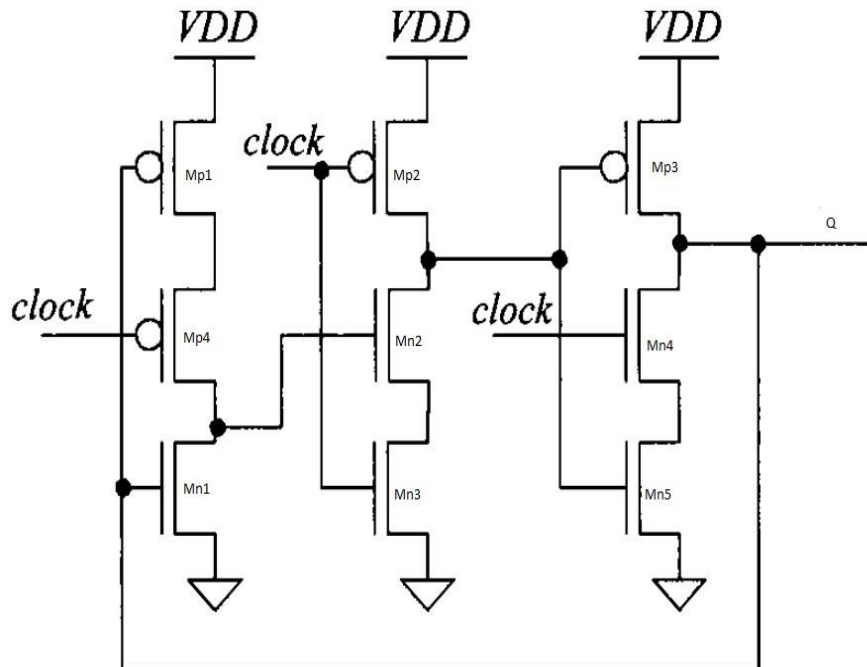 VDD
VDD
VDD
clock
Mp1
Mp2
Mp3
Q
clock
Mp4
Mn2
clock
Mn4
Mn1
Mn3
Mn5